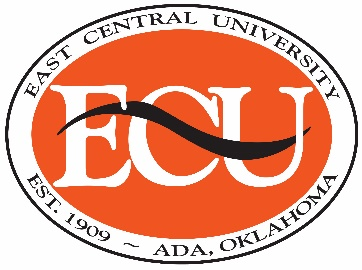 EAST CENTRAL UNIVERSITY
ECU
EST. 1909 ~ ADA, OKLAHOMA